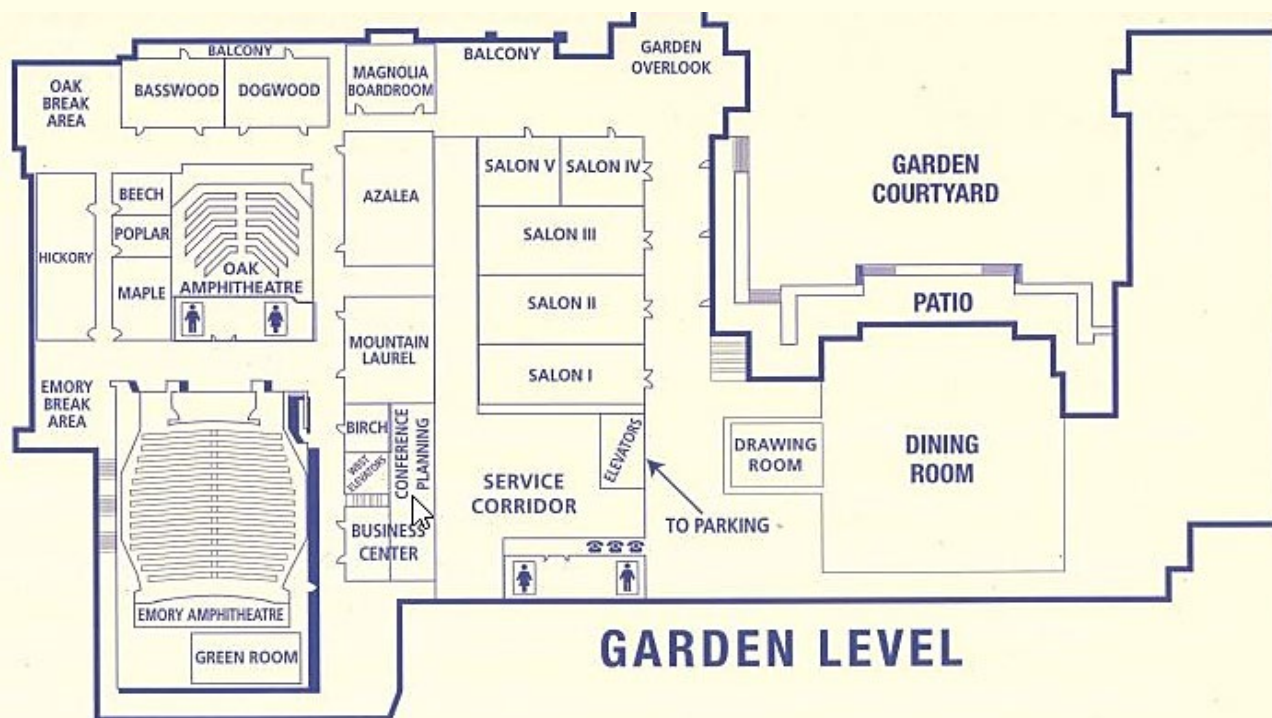 BALCONY
OAK
BREAK
AREA
BASSWOOD
DOGWOOD
MAGNOLIA
BOARDROOM
BALCONY
GARDEN
OVERLOOK
BEECH
POPLAR
HICKORY
MAPLE
OAK
AMPHITHEATRE
AZALEA
SALON V
SALON IV
SALON III
SALON II
SALON I
GARDEN
COURTYARD
PATIO
MOUNTAIN
LAUREL
EMORY
BREAK
AREA
BIRCH
WEST
ELEVATORS
CONFERENCE
PLANNING
BUSINESS
CENTER
SERVICE
CORRIDOR
ELEVATORS
TO PARKING
DRAWING
ROOM
DINING
ROOM
EMORY AMPHITHEATRE
GREEN ROOM
GARDEN LEVEL